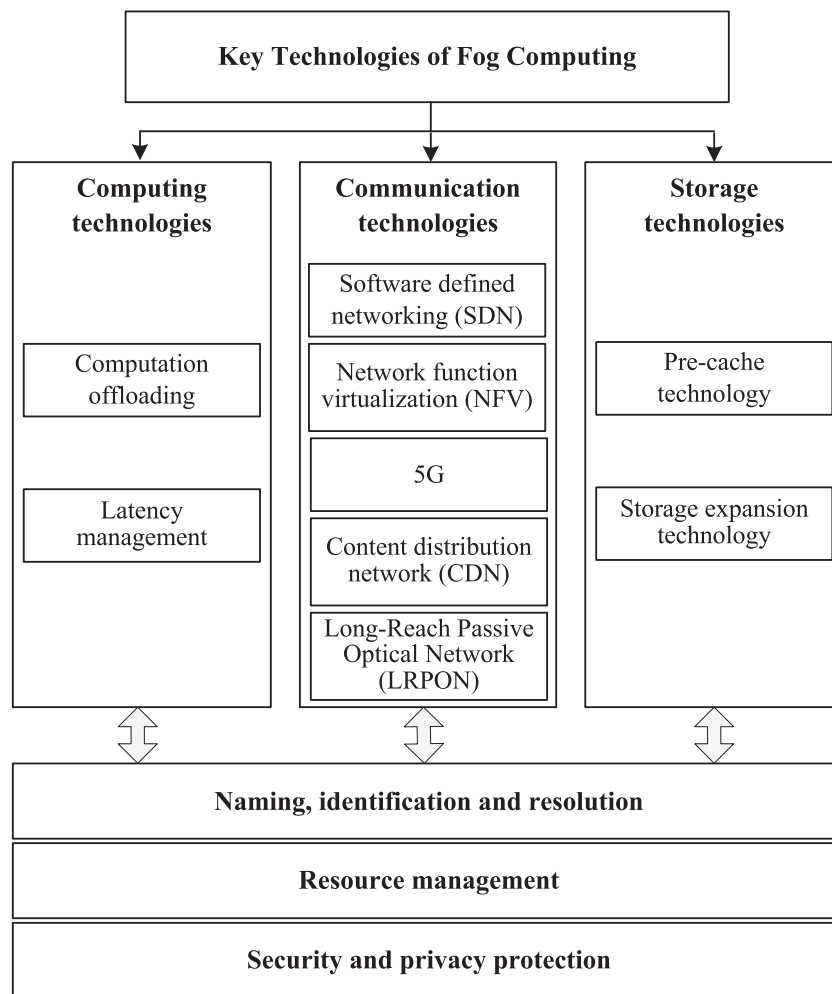 Key Technologies of Fog Computing
Computing
technologies
Computation
offloading
Latency
management
Communication
technologies
Software defined
networking (SDN)
Network function
virtualization (NFV)
5G
Content distribution
network (CDN)
Long-Reach Passive
Optical Network
(LRPON)
Storage
technologies
Pre-cache
technology
Storage expansion
technology
Naming, identification and resolution
Resource management
Security and privacy protection